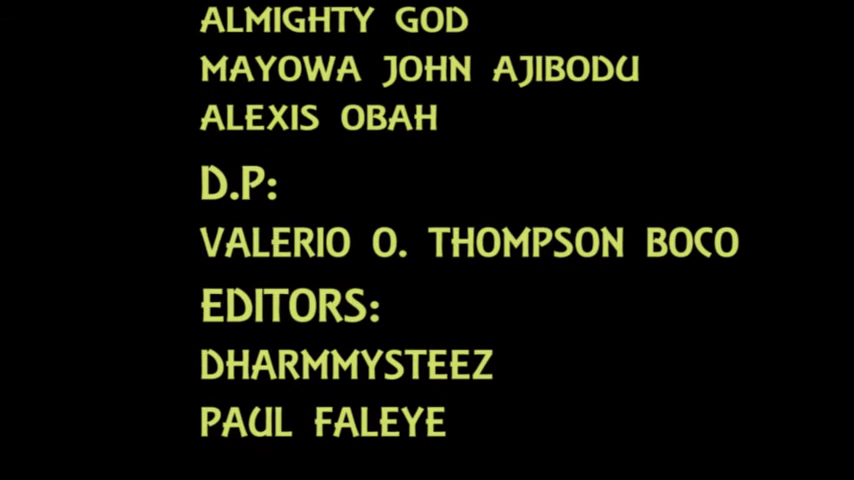 ALMIGHTY GOD
MAYOWA JOHN AJIBODU
ALEXIS OBAH
D.P:
VALERIO O. THOMPSON BOCO
EDITORS:
DHARMMYSTEEZ
PAUL FALEYE